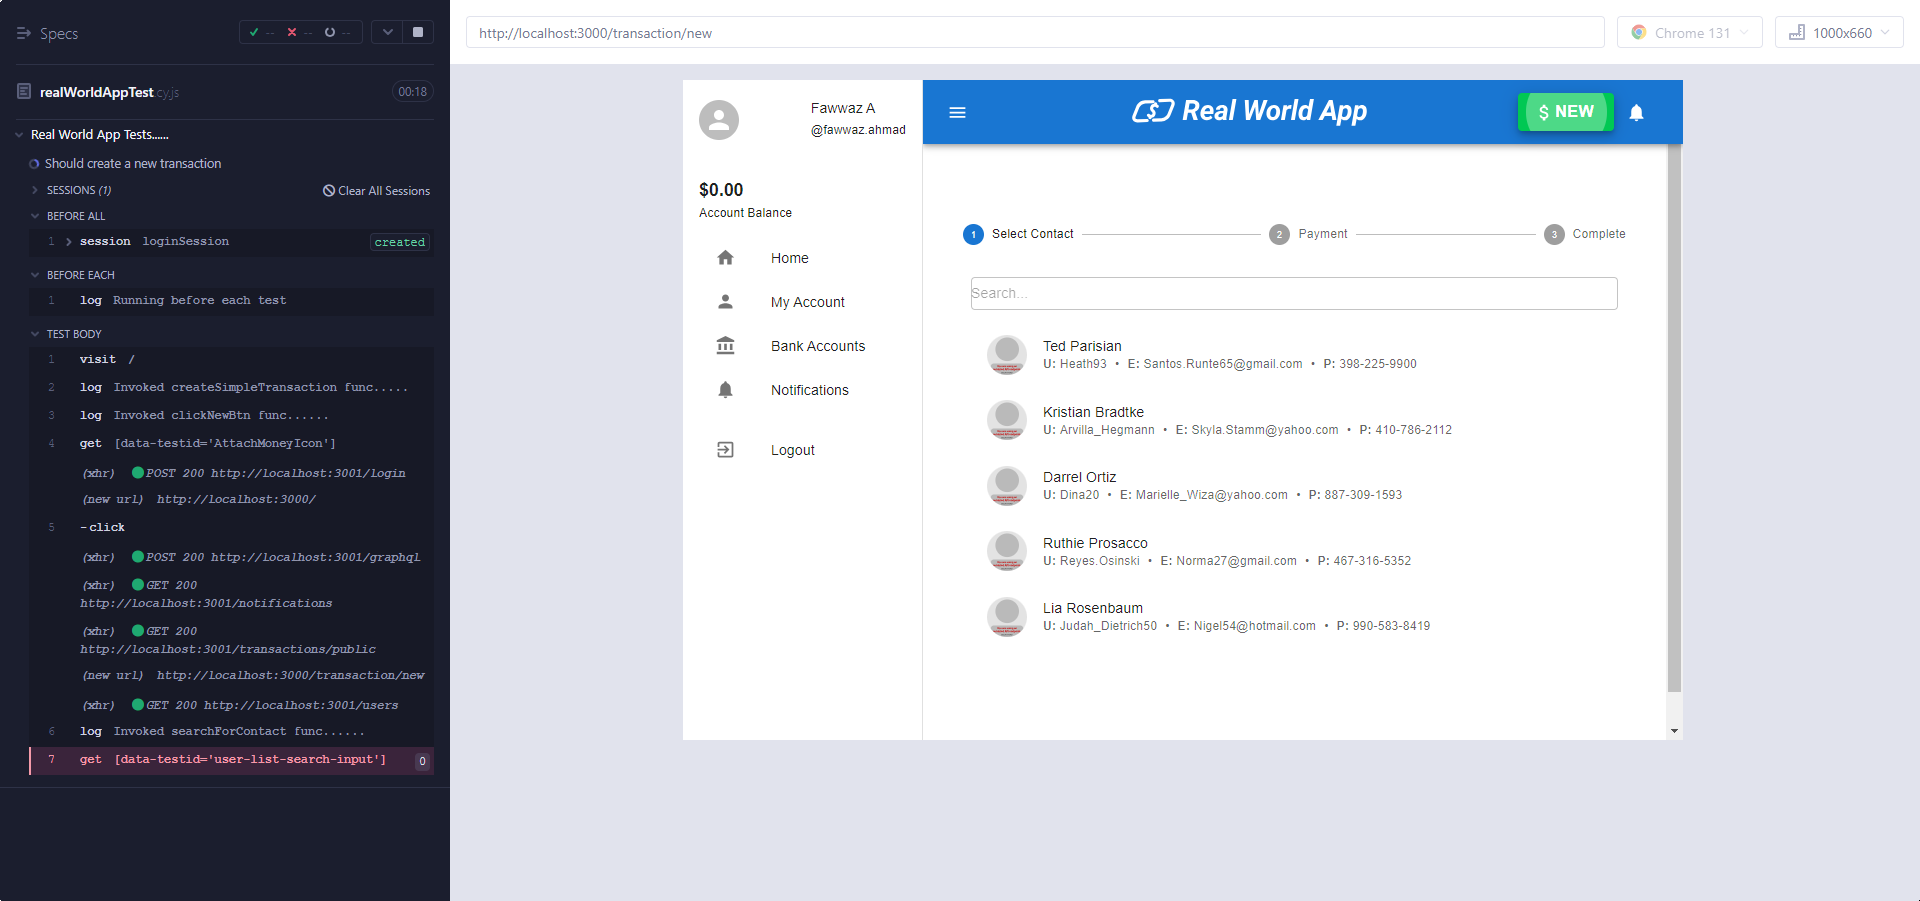 Specs
-- -- --
realWorldAppTest.cy.js 00:18
Real World App Tests......
Should create a new transaction
SESSIONS (1) Clear All Sessions
BEFORE ALL
1 session loginSession created
BEFORE EACH
1 log Running before each test
TEST BODY
1 visit /
2 log Invoked createSimpleTransaction func.....
3 log Invoked clickNewBtn func......
4 get [data-testid='AttachMoneyIcon']
(xhr) POST 200 http://localhost:3001/login
(new url) http://localhost:3000/
5 -click
(xhr) POST 200 http://localhost:3001/graphql
(xhr) GET 200
http://localhost:3001/notifications
(xhr) GET 200
http://localhost:3001/transactions/public
(new url) http://localhost:3000/transaction/new
(xhr) GET 200 http://localhost:3001/users
6 log Invoked searchForContact func......
7 get [data-testid='user-list-search-input'] 0
http://localhost:3000/transaction/new
Chrome 131
1000x660
Fawwaz A
@fawwaz.ahmad
$0.00
Account Balance
Home
My Account
Bank Accounts
Notifications
Logout
Real World App
$ NEW
1 Select Contact 2 Payment 3 Complete
Search...
Ted Parisian
U: Heath93 • E: Santos.Runte65@gmail.com • P: 398-225-9900
Kristian Bradtke
U: Arvilla_Hegmann • E: Skyla.Stamm@yahoo.com • P: 410-786-2112
Darrel Ortiz
U: Dina20 • E: Marielle_Wiza@yahoo.com • P: 887-309-1593
Ruthie Prosacco
U: Reyes.Osinski • E: Norma27@gmail.com • P: 467-316-5352
Lia Rosenbaum
U: Judah_Dietrich50 • E: Nigel54@hotmail.com • P: 990-583-8419